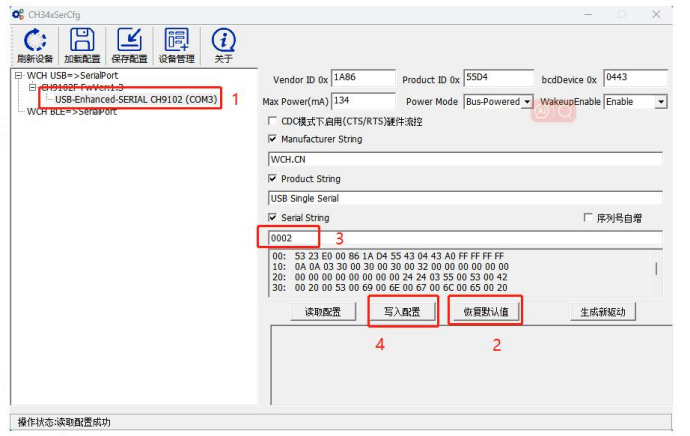 CH34xSerCfg
刷新设备 加载配置 保存配置 设备管理 关于
WCH USB=>SerialPort
CH9102F FwVer:1.3
USB-Enhanced-SERIAL CH9102 (COM3)
1
WCH BLE=>SerialPort
Vendor ID 0x 1A86 Product ID 0x 55D4 bcdDevice 0x 0443
Max Power(mA) 134 Power Mode Bus-Powered WakeupEnable Enable
CDC模式下启用(CTS/RTS)硬件流控
Manufacturer String
WCH.CN
Product String
USB Single Serial
Serial String 序列号自增
0002
3
00: 53 23 E0 00 86 1A D4 55 43 04 43 A0 FF FF FF FF
10: 0A 0A 03 30 00 30 00 30 00 32 00 00 00 00 00 00
20: 00 00 00 00 00 00 00 00 24 24 03 55 00 53 00 42
30: 00 20 00 53 00 69 00 6E 00 67 00 6C 00 65 00 20
读取配置 写入配置 恢复默认值 生成新驱动
4 2
操作状态:读取配置成功